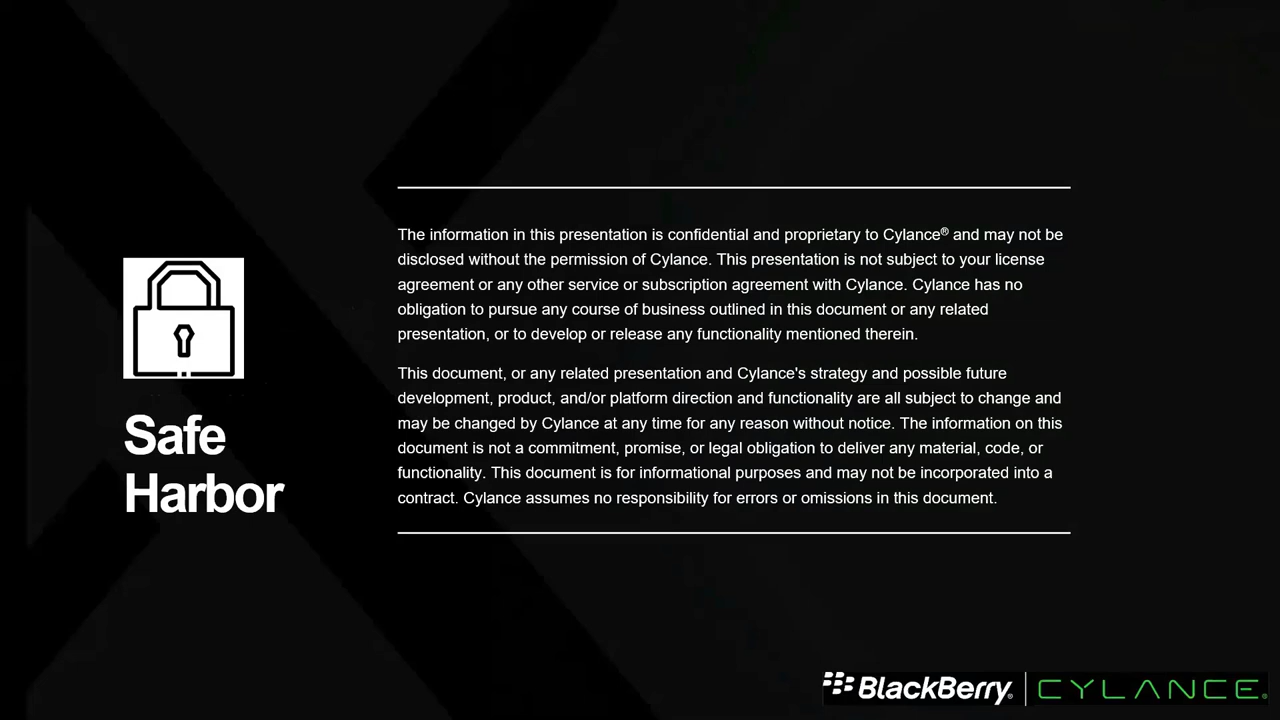 Safe
Harbor
The information in this presentation is confidential and proprietary to Cylance® and may not be
disclosed without the permission of Cylance. This presentation is not subject to your license
agreement or any other service or subscription agreement with Cylance. Cylance has no
obligation to pursue any course of business outlined in this document or any related
presentation, or to develop or release any functionality mentioned therein.
This document, or any related presentation and Cylance's strategy and possible future
development, product, and/or platform direction and functionality are all subject to change and
may be changed by Cylance at any time for any reason without notice. The information on this
document is not a commitment, promise, or legal obligation to deliver any material, code, or
functionality. This document is for informational purposes and may not be incorporated into a
contract. Cylance assumes no responsibility for errors or omissions in this document.
BlackBerry® | CYLANCE®